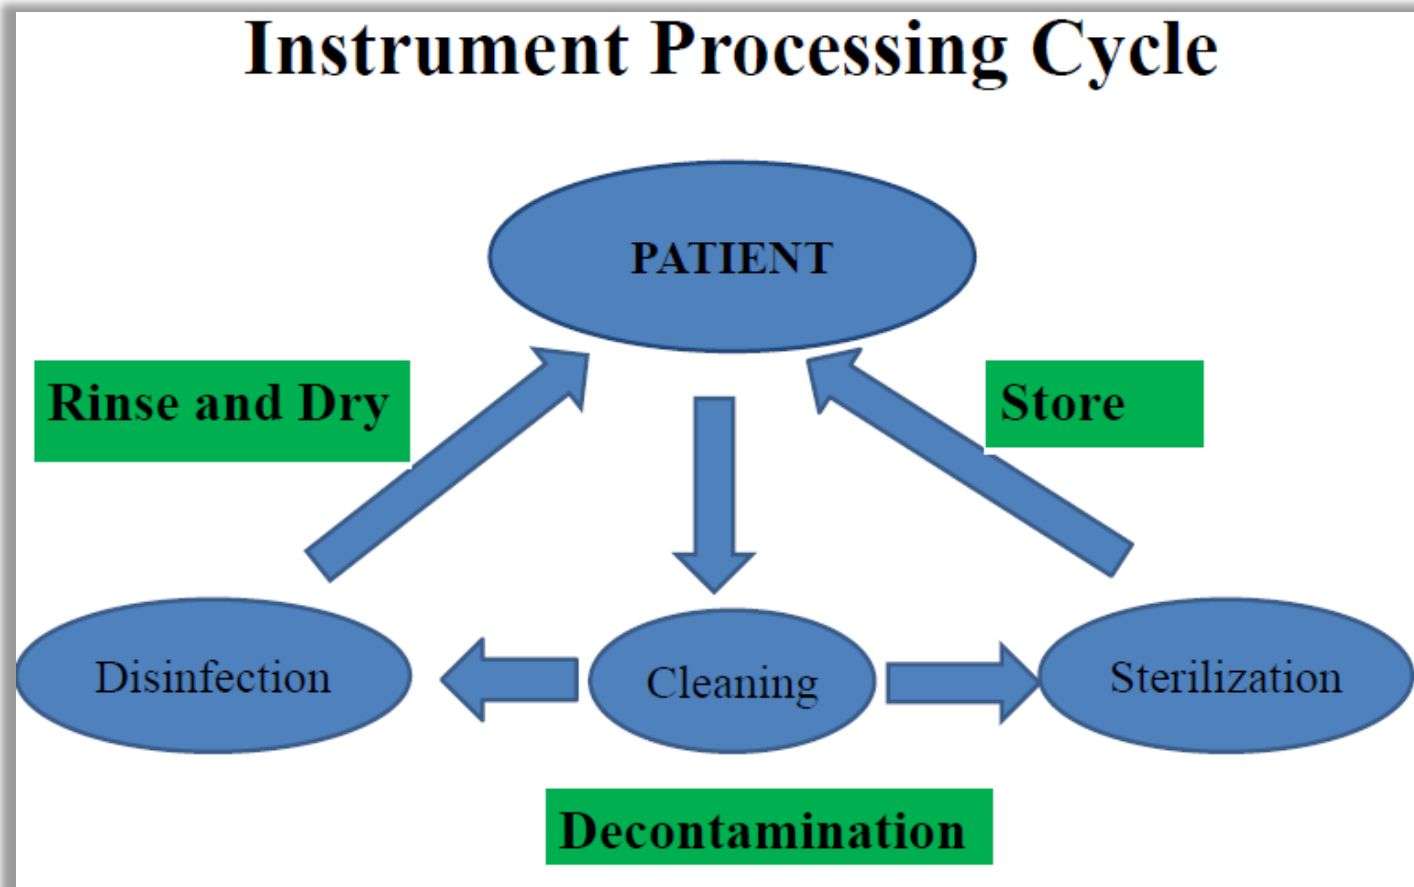 Instrument Processing Cycle
PATIENT
Rinse and Dry
Store
Disinfection
Cleaning
Sterilization
Decontamination